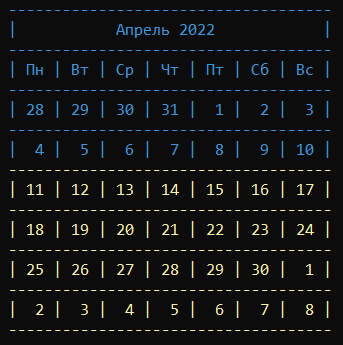 Апрель 2022
| Пн | Вт | Ср | Чт | Пт | Сб | Вс |
| 28 | 29 | 30 | 31 | 1 | 2 | 3 |
| 4 | 5 | 6 | 7 | 8 | 9 | 10 |
| 11 | 12 | 13 | 14 | 15 | 16 | 17 |
| 18 | 19 | 20 | 21 | 22 | 23 | 24 |
| 25 | 26 | 27 | 28 | 29 | 30 | 1 |
| 2 | 3 | 4 | 5 | 6 | 7 | 8 |